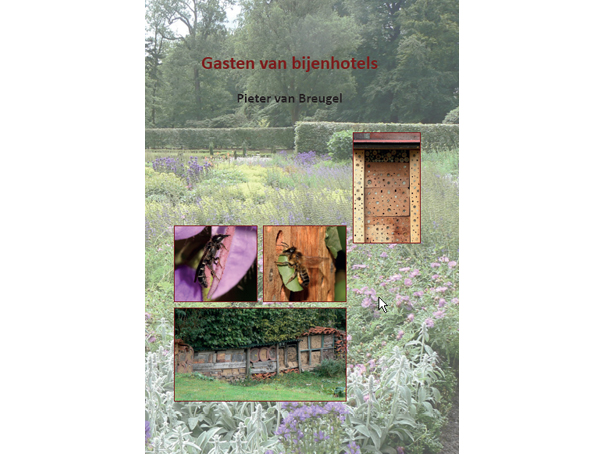 Gasten van bijenhotels
Pieter van Breugel